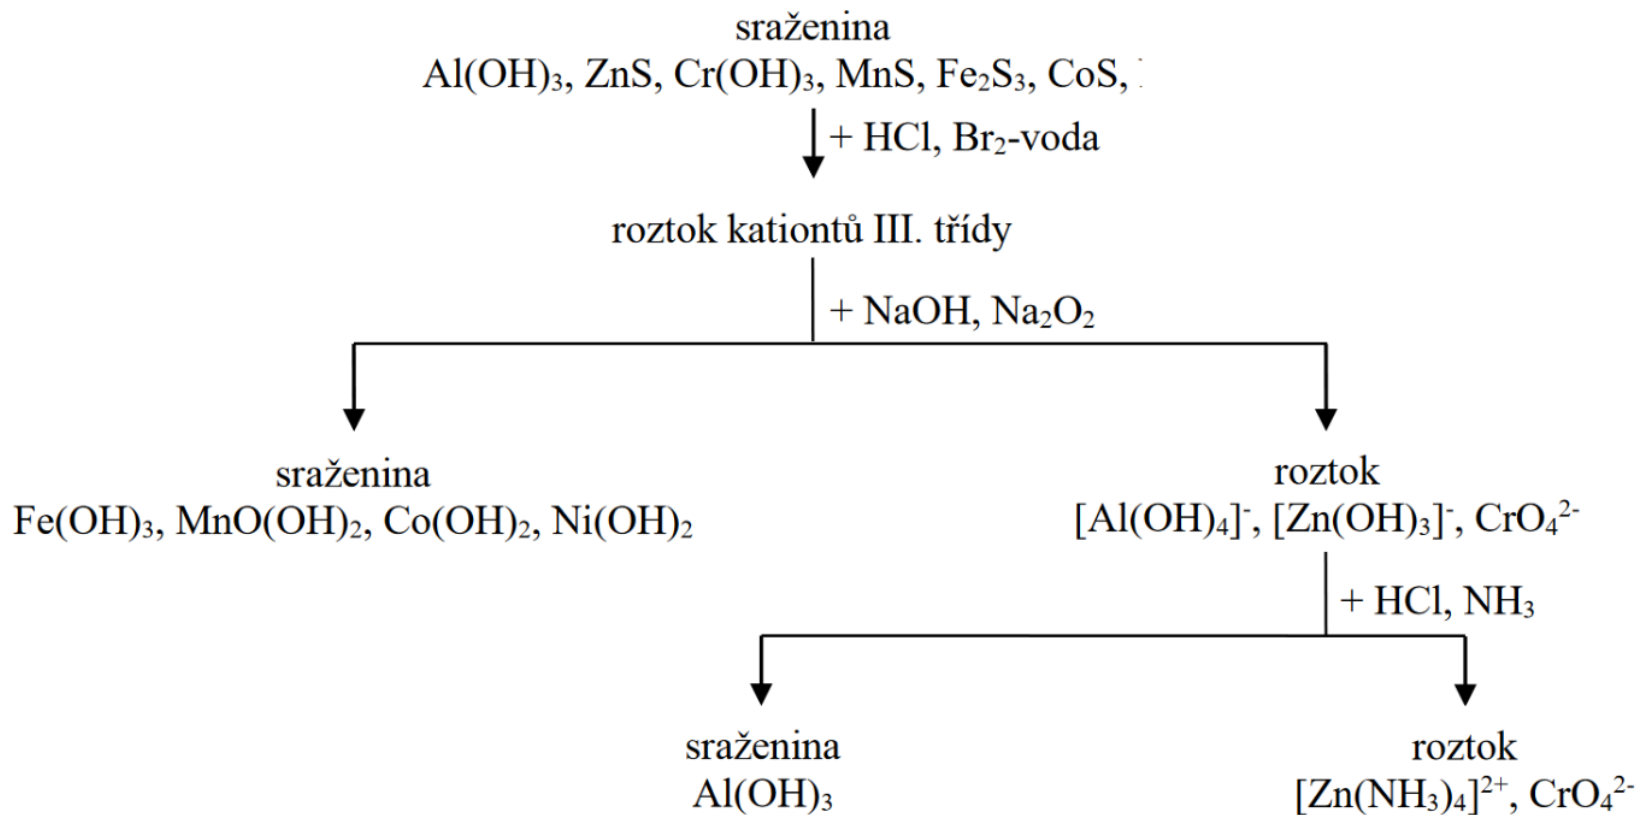 sraženina
Al(OH)₃, ZnS, Cr(OH)₃, MnS, Fe₂S₃, CoS,
+ HCl, Br₂-voda
roztok kationtů III. třídy
+ NaOH, Na₂O₂
sraženina
Fe(OH)₃, MnO(OH)₂, Co(OH)₂, Ni(OH)₂
roztok
[Al(OH)₄]⁻, [Zn(OH)₃]⁻, CrO₄²⁻
+ HCl, NH₃
sraženina
Al(OH)₃
roztok
[Zn(NH₃)₄]²⁺, CrO₄²⁻